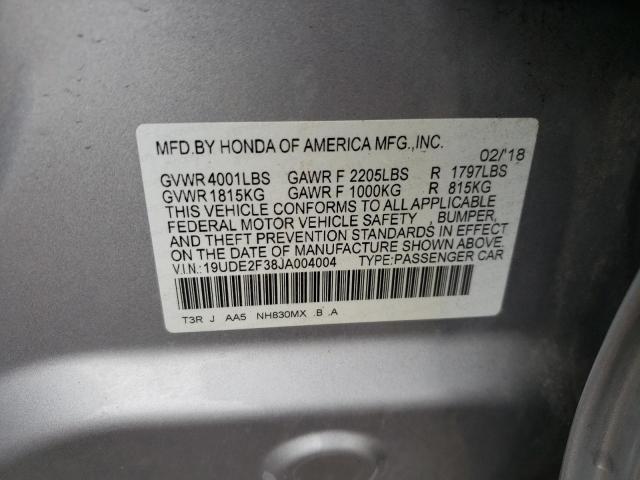 MFD.BY HONDA OF AMERICA MFG.,INC.
02/'18
GVWR 4001LBS GAWR F 2205LBS R 1797LBS
GVWR 1815KG GAWR F 1000KG R 815KG
THIS VEHICLE CONFORMS TO ALL APPLICABLE
FEDERAL MOTOR VEHICLE SAFETY , BUMPER,
AND THEFT PREVENTION STANDARDS IN EFFECT
ON THE DATE OF MANUFACTURE SHOWN ABOVE.
V.I.N.:19UDE2F38JA004004 TYPE:PASSENGER CAR
T3R J AA5 NH830MX .B .A